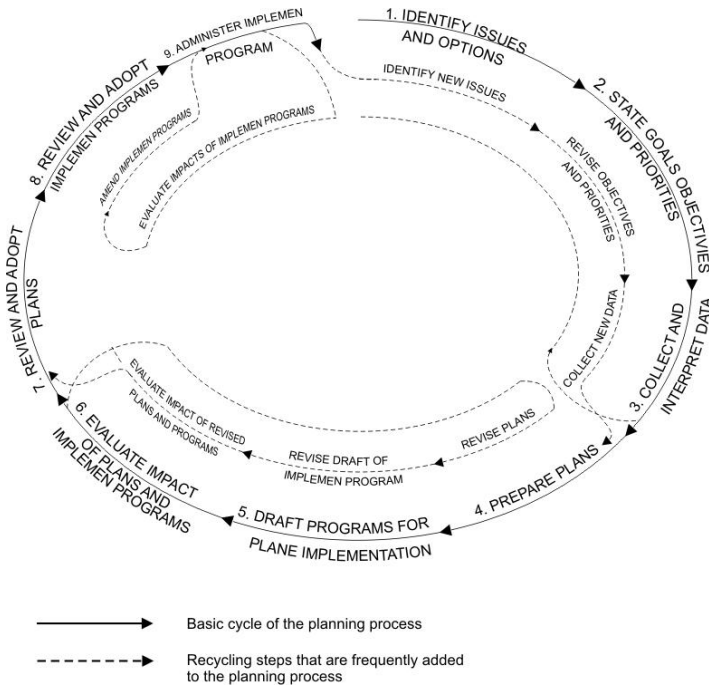 1. IDENTIFY ISSUES
AND OPTIONS
2. STATE GOALS OBJECTIVIES
AND PRIORITIES
3. COLLECT AND
INTERPRET DATA
4. PREPARE PLANS
5. DRAFT PROGRAMS FOR
PLANE IMPLEMENTATION
6. EVALUATE IMPACT
OF PLANS AND
IMPLEMEN PROGRAMS
7. REVIEW AND ADOPT
PLANS
8. REVIEW AND ADOPT
IMPLEMEN PROGRAMS
9. ADMINISTER IMPLEMEN
PROGRAM
IDENTIFY NEW ISSUES
REVISE OBJECTIVES
AND PRIORITIES
COLLECT NEW DATA
REVISE PLANS
REVISE DRAFT OF
IMPLEMEN PROGRAM
EVALUATE IMPACT OF REVISED
PLANS AND PROGRAMS
AMEND IMPLEMEN PROGRAMS
EVALUATE IMPACTS OF IMPLEMEN PROGRAMS
Basic cycle of the planning process
Recycling steps that are frequently added
to the planning process